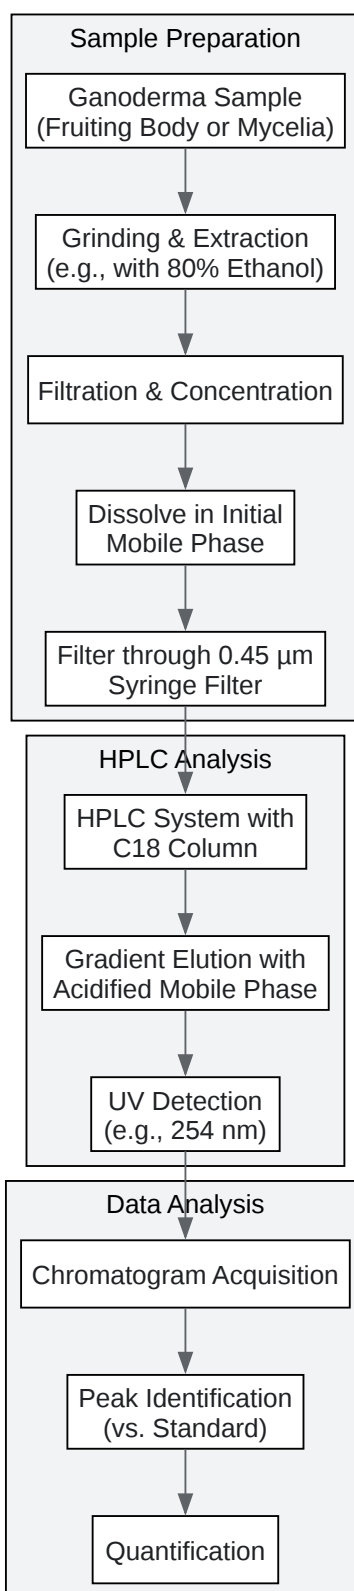 Sample Preparation
Ganoderma Sample
(Fruiting Body or Mycelia)
Grinding & Extraction
(e.g., with 80% Ethanol)
Filtration & Concentration
Dissolve in Initial
Mobile Phase
Filter through 0.45 µm
Syringe Filter
HPLC Analysis
HPLC System with
C18 Column
Gradient Elution with
Acidified Mobile Phase
UV Detection
(e.g., 254 nm)
Data Analysis
Chromatogram Acquisition
Peak Identification
(vs. Standard)
Quantification